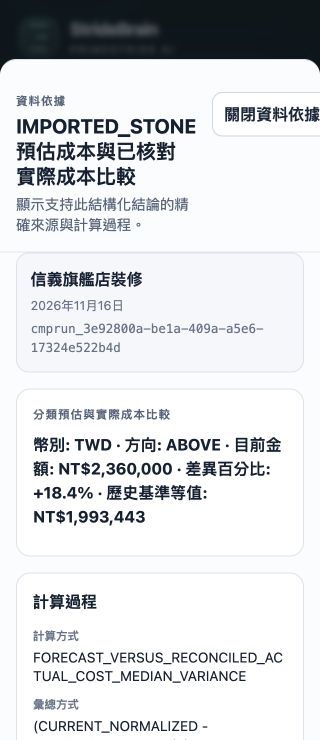 StrideBrain
資料依據
關閉資料依據
IMPORTED_STONE
預估成本與已核對
實際成本比較
顯示支持此結構化結論的精
確來源與計算過程。
信義旗艦店裝修
2026年11月16日
cmprun_3e92800a-be1a-409a-a5e6-
17324e522b4d
分類預估與實際成本比較
幣別: TWD · 方向: ABOVE · 目前金
額: NT$2,360,000 · 差異百分比:
+18.4% · 歷史基準等值:
NT$1,993,443
計算過程
計算方式
FORECAST_VERSUS_RECONCILED_AC
TUAL_COST_MEDIAN_VARIANCE
彙總方式
(CURRENT_NORMALIZED -